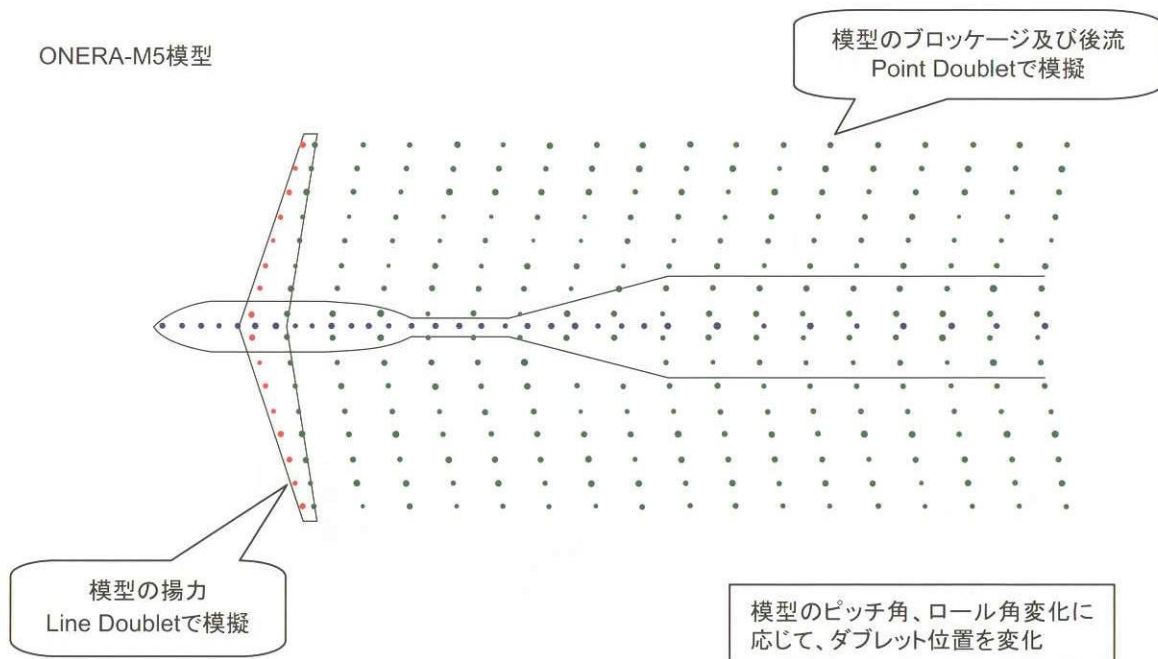 ONERA-M5模型
模型のブロッケージ及び後流
Point Doubletで模擬
模型の揚力
Line Doubletで模擬
模型のピッチ角、ロール角変化に
応じて、ダブレット位置を変化